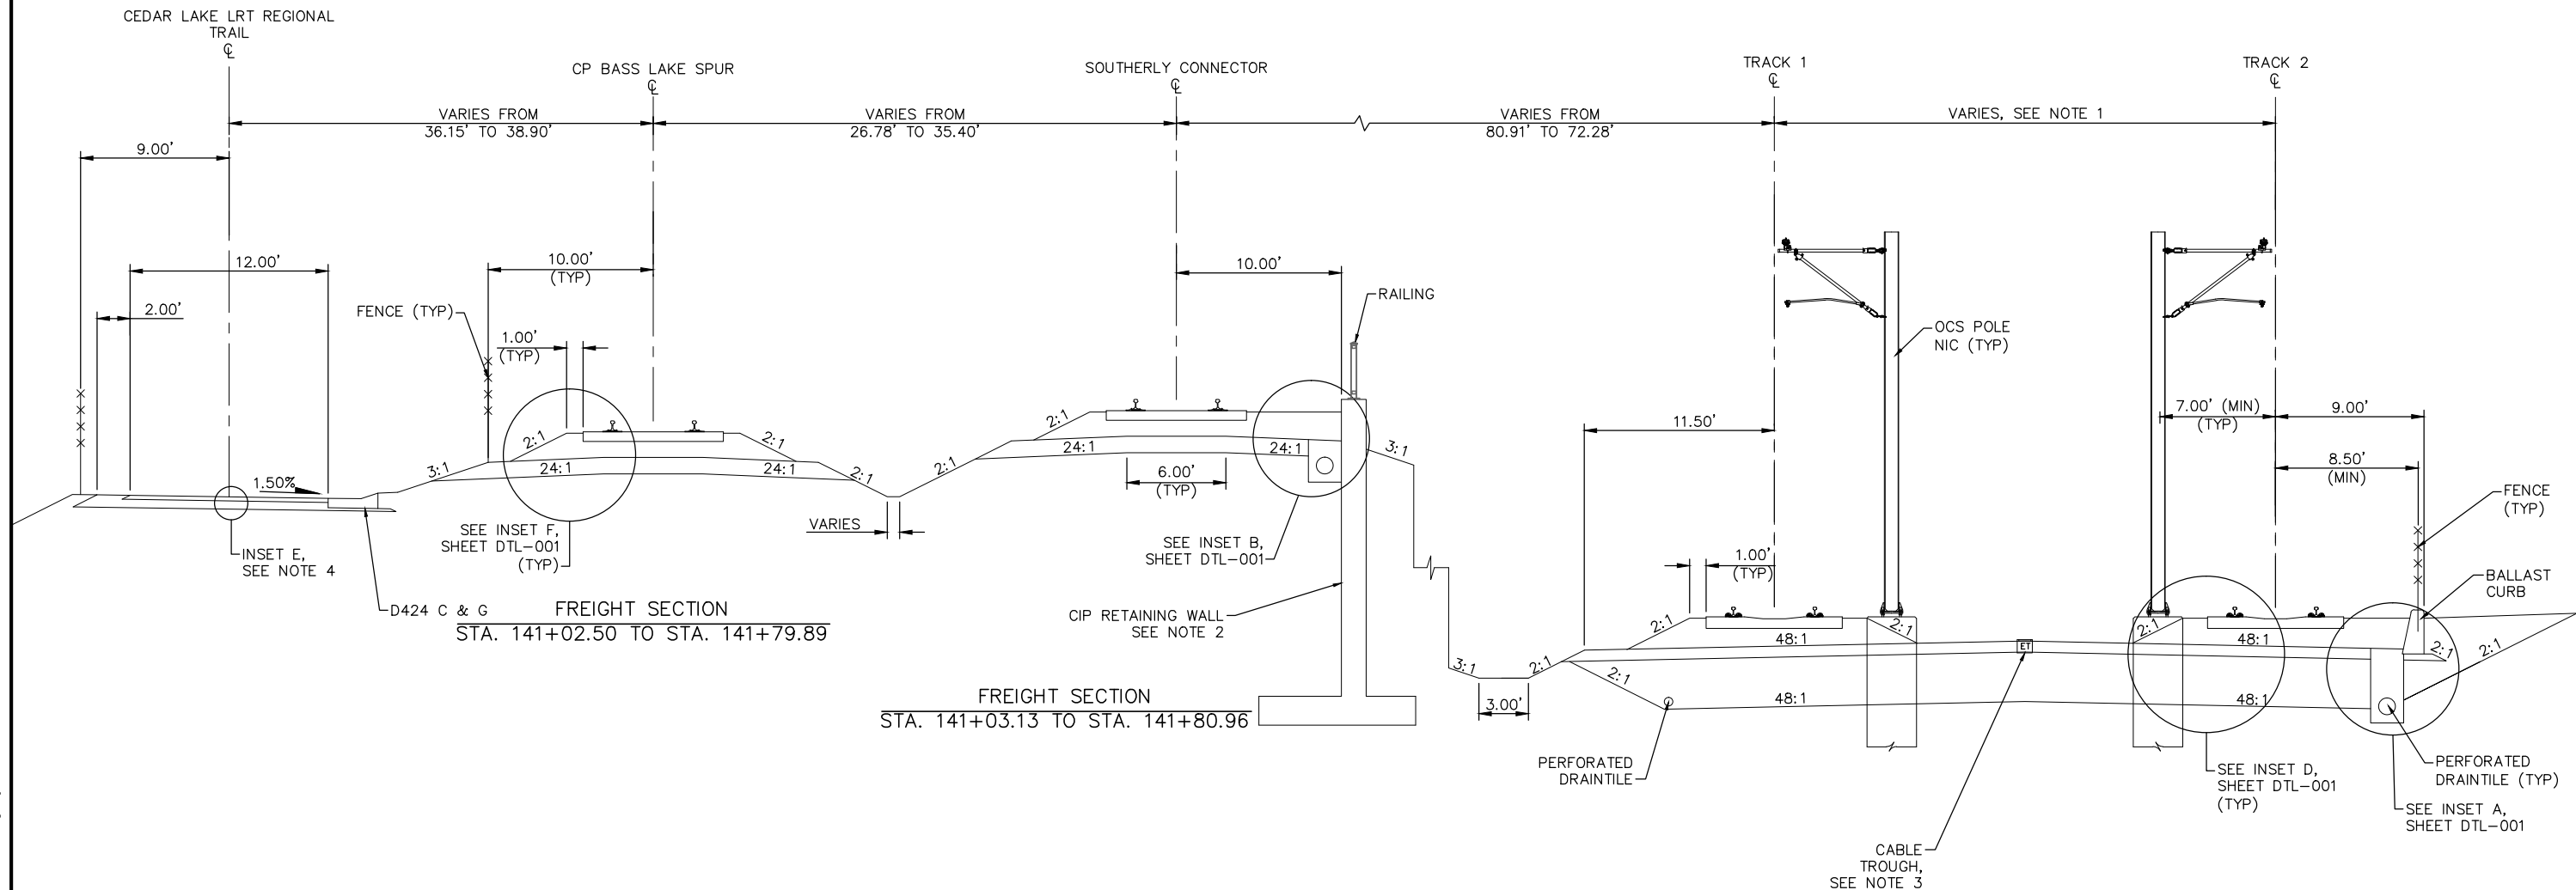 CEDAR LAKE LRT REGIONAL
TRAIL
℄
CP BASS LAKE SPUR
℄
SOUTHERLY CONNECTOR
℄
TRACK 1
℄
TRACK 2
℄
VARIES FROM
36.15' TO 38.90'
VARIES FROM
26.78' TO 35.40'
VARIES FROM
80.91' TO 72.28'
VARIES, SEE NOTE 1
9.00'
12.00'
2.00'
FENCE (TYP)
10.00'
(TYP)
1.00'
(TYP)
10.00'
RAILING
OCS POLE
NIC (TYP)
7.00' (MIN)
(TYP)
9.00'
8.50'
(MIN)
11.50'
FENCE
(TYP)
BALLAST
CURB
1.50%
3:1
2:1
24:1
24:1
2:1
2:1
2:1
2:1
24:1
24:1
6.00'
(TYP)
3:1
VARIES
INSET E,
SEE NOTE 4
SEE INSET F,
SHEET DTL-001
(TYP)
SEE INSET B,
SHEET DTL-001
D424 C & G
FREIGHT SECTION
STA. 141+02.50 TO STA. 141+79.89
CIP RETAINING WALL
SEE NOTE 2
FREIGHT SECTION
STA. 141+03.13 TO STA. 141+80.96
1.00'
(TYP)
2:1
48:1
2:1
ET
2:1
48:1
2:1
2:1
3:1
2:1
2:1
3.00'
48:1
48:1
PERFORATED
DRAINTILE
CABLE
TROUGH,
SEE NOTE 3
SEE INSET D,
SHEET DTL-001
(TYP)
PERFORATED
DRAINTILE (TYP)
SEE INSET A,
SHEET DTL-001